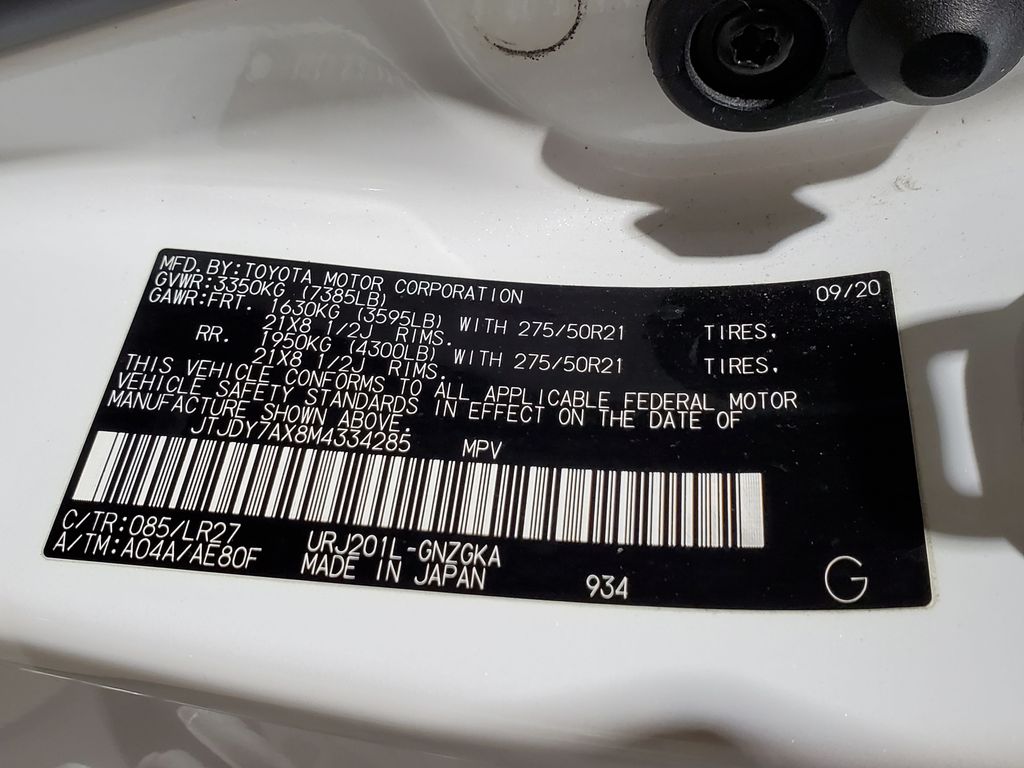 MFD. BY: TOYOTA MOTOR CORPORATION 09/20
GVWR: 3350KG (7385LB)
GAWR: FRT. 1630KG (3595LB) WITH 275/50R21 TIRES,
21X8 1/2J RIMS.
RR. 1950KG (4300LB) WITH 275/50R21 TIRES,
21X8 1/2J RIMS.
THIS VEHICLE CONFORMS TO ALL APPLICABLE FEDERAL MOTOR
VEHICLE SAFETY STANDARDS IN EFFECT ON THE DATE OF
MANUFACTURE SHOWN ABOVE.
JTJDY7AX8M4334285 MPV
C/TR: 085/LR27 URJ201L-GNZGKA
A/TM: A04A/AE80F MADE IN JAPAN 934 G